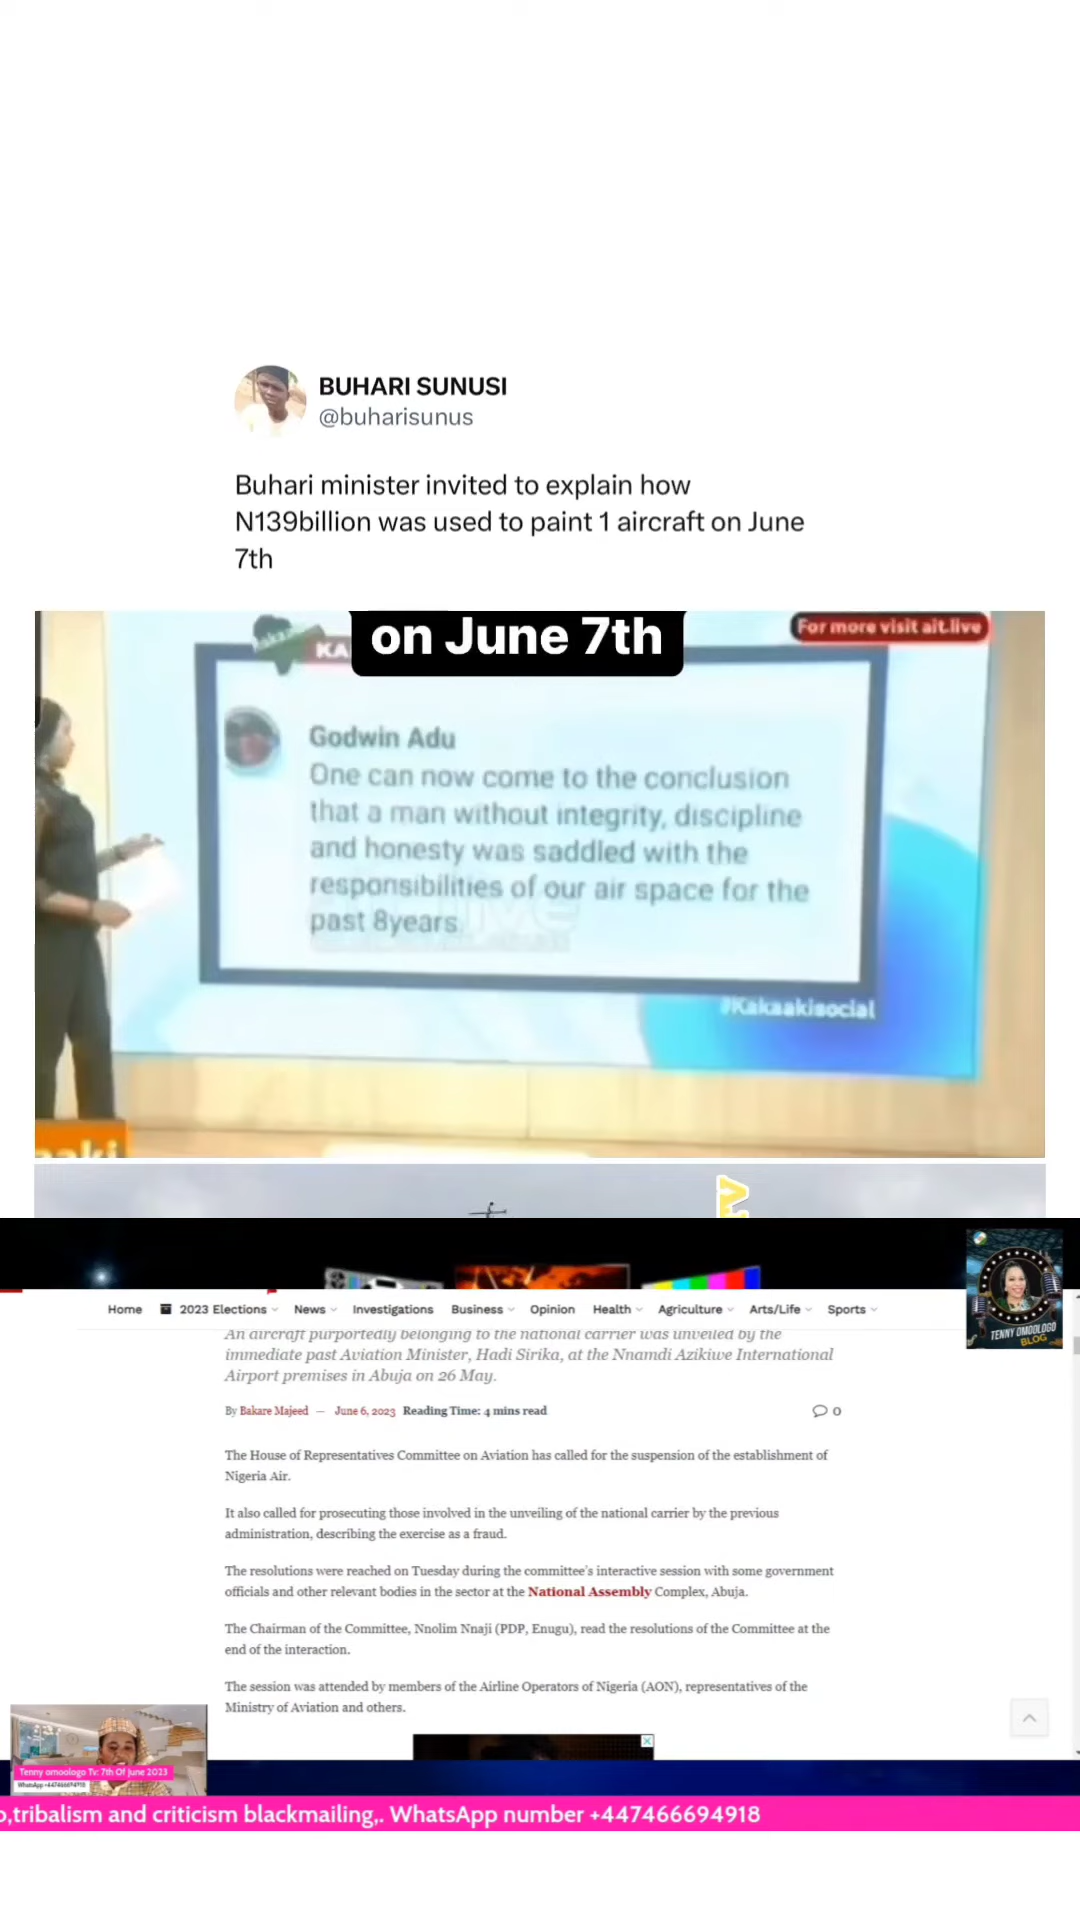 BUHARI SUNUSI
@buharisunus
Buhari minister invited to explain how
N139billion was used to paint 1 aircraft on June
7th
on June 7th
For more visit ait.live
KA
Godwin Adu
One can now come to the conclusion
that a man without integrity, discipline
and honesty was saddled with the
responsibilities of our air space for the
past 8years.
#Kakaakisocial
aaki
Home 2023 Elections News Investigations Business Opinion Health Agriculture Arts/Life Sports
TENNY OMOOLOGO
BLOG
An aircraft purportedly belonging to the national carrier was unveiled by the
immediate past Aviation Minister, Hadi Sirika, at the Nnamdi Azikiwe International
Airport premises in Abuja on 26 May.
By Bakare Majeed — June 6, 2023 Reading Time: 4 mins read
0
The House of Representatives Committee on Aviation has called for the suspension of the establishment of
Nigeria Air.
It also called for prosecuting those involved in the unveiling of the national carrier by the previous
administration, describing the exercise as a fraud.
The resolutions were reached on Tuesday during the committee's interactive session with some government
officials and other relevant bodies in the sector at the National Assembly Complex, Abuja.
The Chairman of the Committee, Nnolim Nnaji (PDP, Enugu), read the resolutions of the Committee at the
end of the interaction.
The session was attended by members of the Airline Operators of Nigeria (AON), representatives of the
Ministry of Aviation and others.
Tenny omoologo Tv: 7th Of June 2023
WhatsApp +447466694918
o,tribalism and criticism blackmailing,. WhatsApp number +447466694918